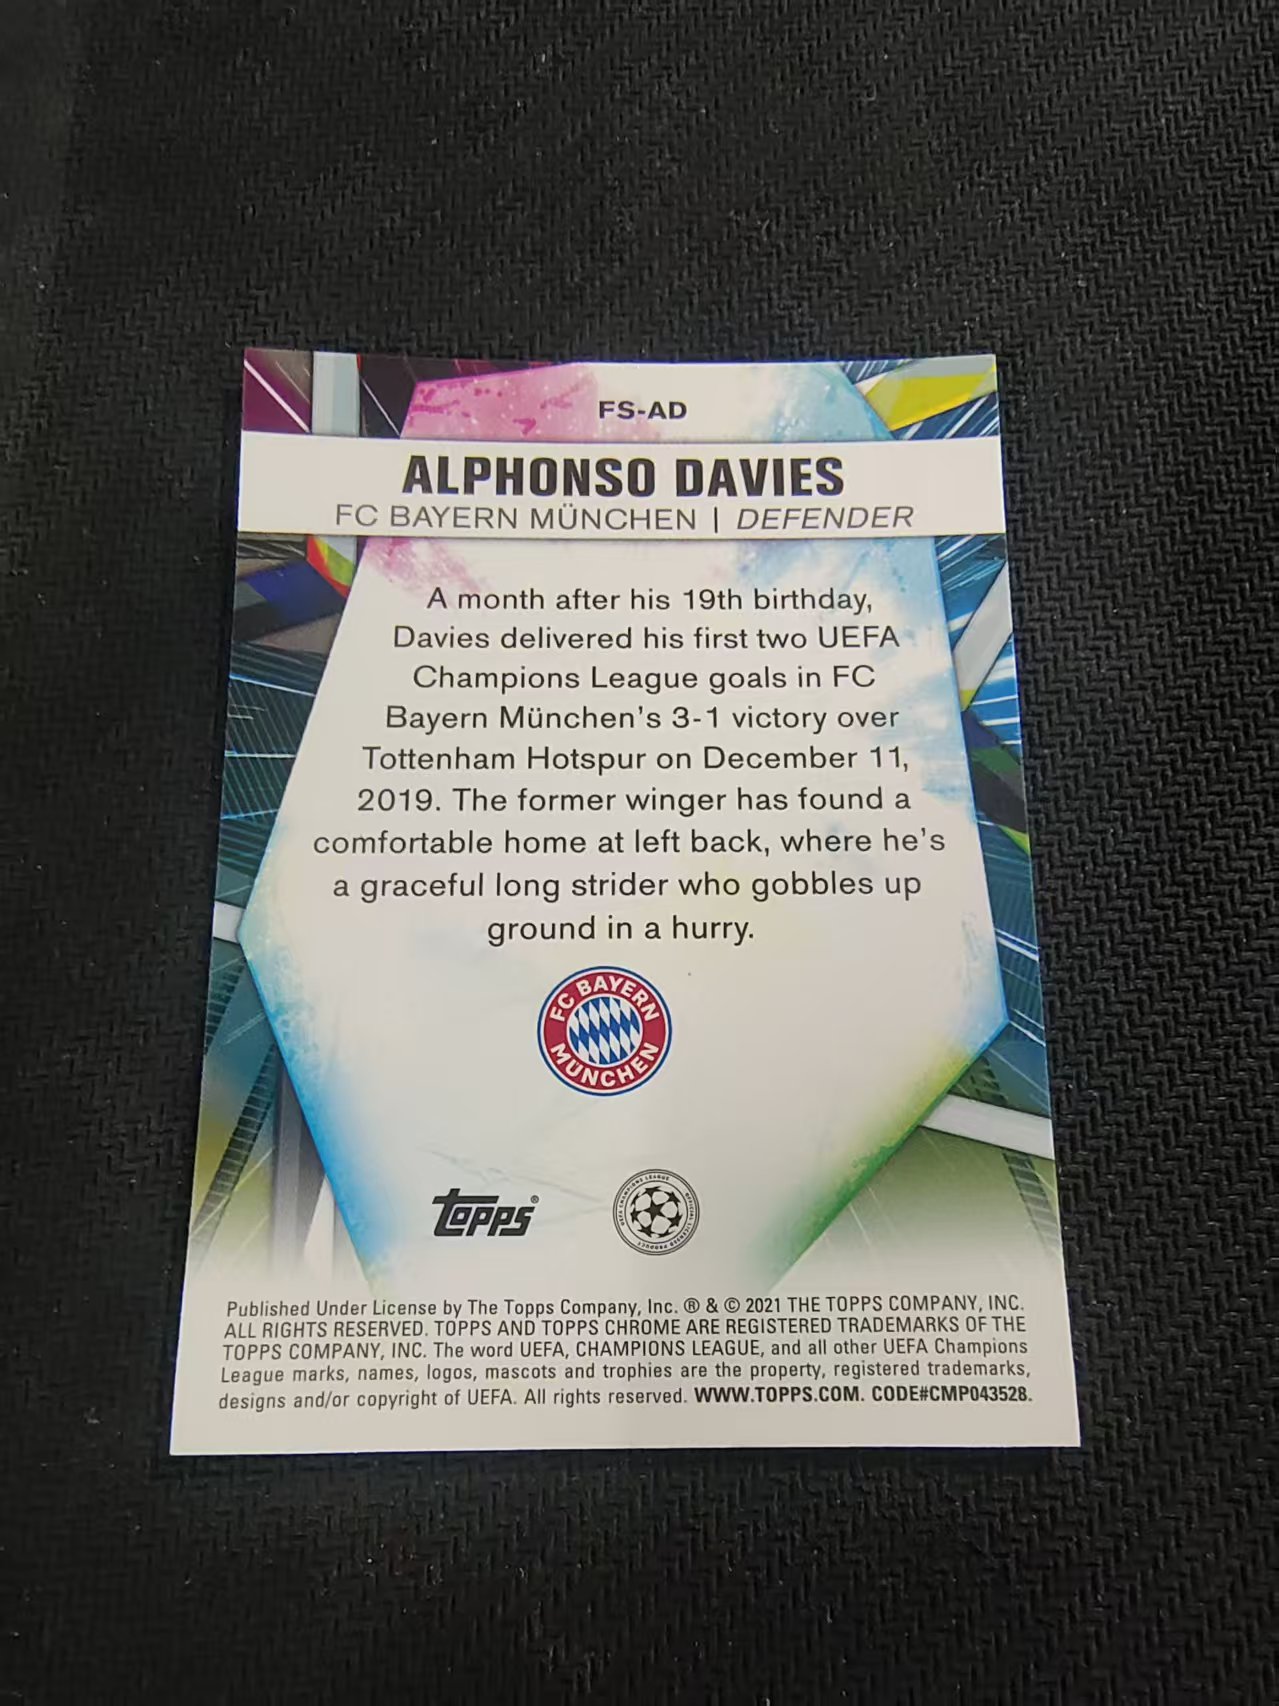 FS-AD
ALPHONSO DAVIES
FC BAYERN MÜNCHEN | DEFENDER
A month after his 19th birthday,
Davies delivered his first two UEFA
Champions League goals in FC
Bayern München's 3-1 victory over
Tottenham Hotspur on December 11,
2019. The former winger has found a
comfortable home at left back, where he's
a graceful long strider who gobbles up
ground in a hurry.
FC BAYERN
MÜNCHEN
TOPPS®
UEFA CHAMPIONS LEAGUE OFFICIAL LICENSED PRODUCT
Published Under License by The Topps Company, Inc. ® & © 2021 THE TOPPS COMPANY, INC.
ALL RIGHTS RESERVED. TOPPS AND TOPPS CHROME ARE REGISTERED TRADEMARKS OF THE
TOPPS COMPANY, INC. The word UEFA, CHAMPIONS LEAGUE, and all other UEFA Champions
League marks, names, logos, mascots and trophies are the property, registered trademarks,
designs and/or copyright of UEFA. All rights reserved. WWW.TOPPS.COM. CODE#CMP043528.